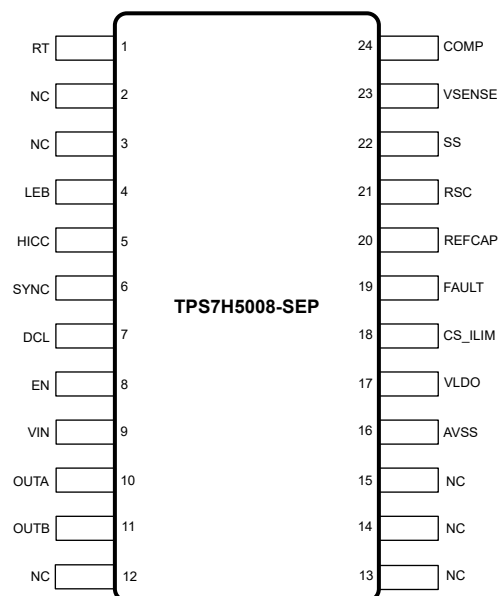 RT 1 24 COMP
NC 2 23 VSENSE
NC 3 22 SS
LEB 4 21 RSC
HICC 5 20 REFCAP
SYNC 6 19 FAULT
TPS7H5008-SEP
DCL 7 18 CS_ILIM
EN 8 17 VLDO
VIN 9 16 AVSS
OUTA 10 15 NC
OUTB 11 14 NC
NC 12 13 NC